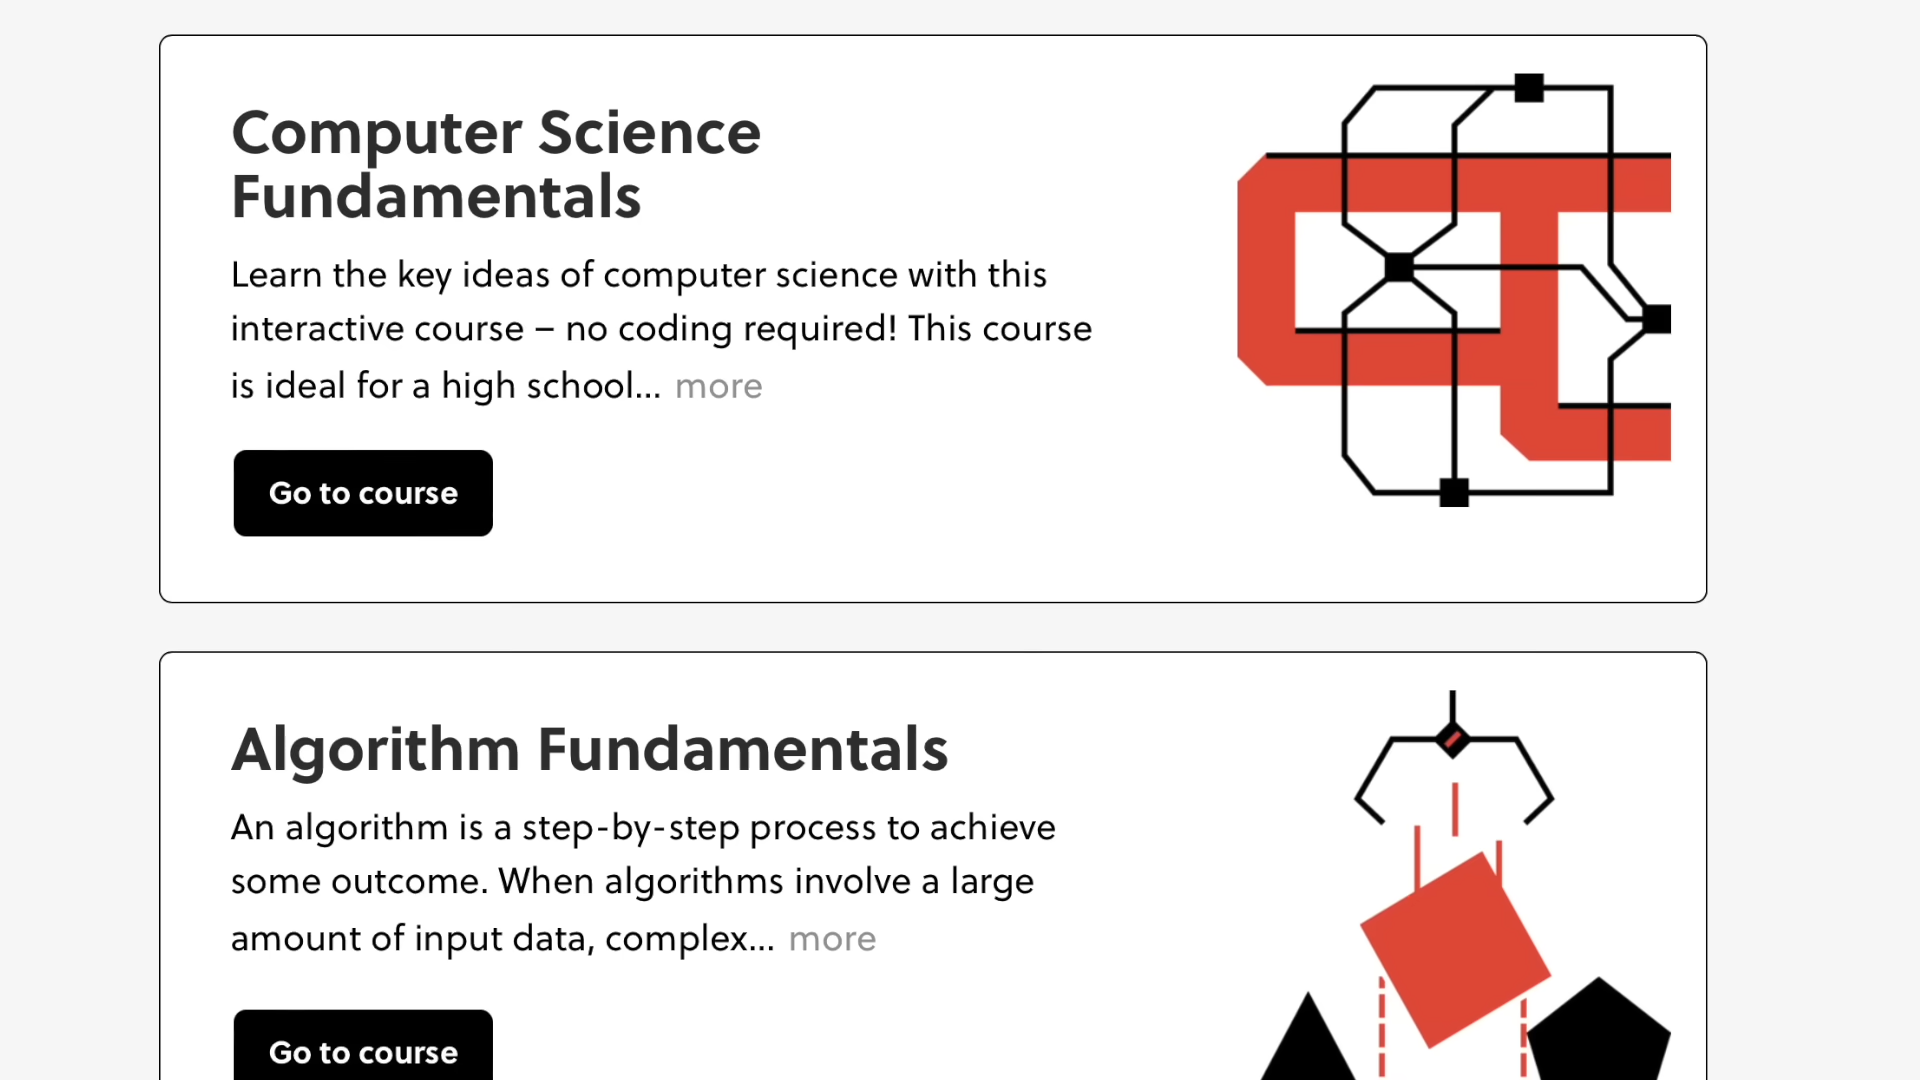 Computer Science
Fundamentals
Learn the key ideas of computer science with this
interactive course – no coding required! This course
is ideal for a high school... more
Go to course
Algorithm Fundamentals
An algorithm is a step-by-step process to achieve
some outcome. When algorithms involve a large
amount of input data, complex... more
Go to course